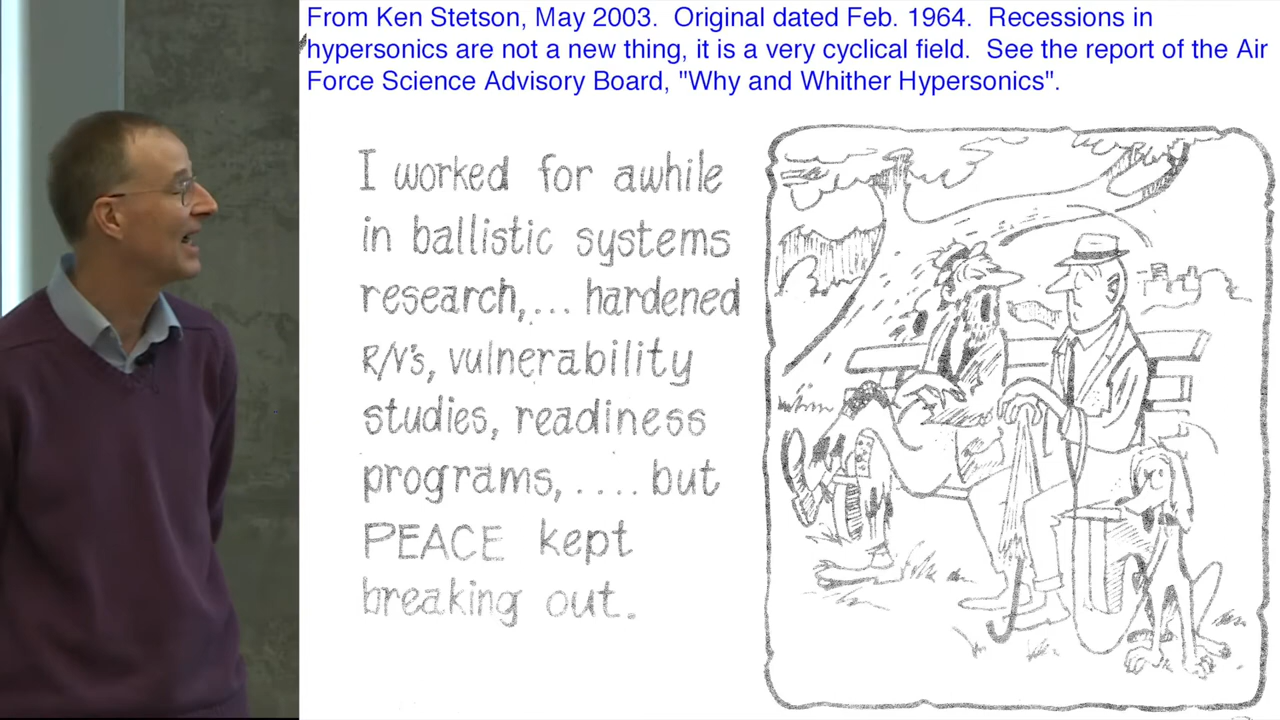 From Ken Stetson, May 2003.  Original dated Feb. 1964.  Recessions in
hypersonics are not a new thing, it is a very cyclical field.  See the report of the Air
Force Science Advisory Board, "Why and Whither Hypersonics".
I worked for awhile
in ballistic systems
research,... hardened
R/V's, vulnerability
studies, readiness
programs,.... but
PEACE kept
breaking out.